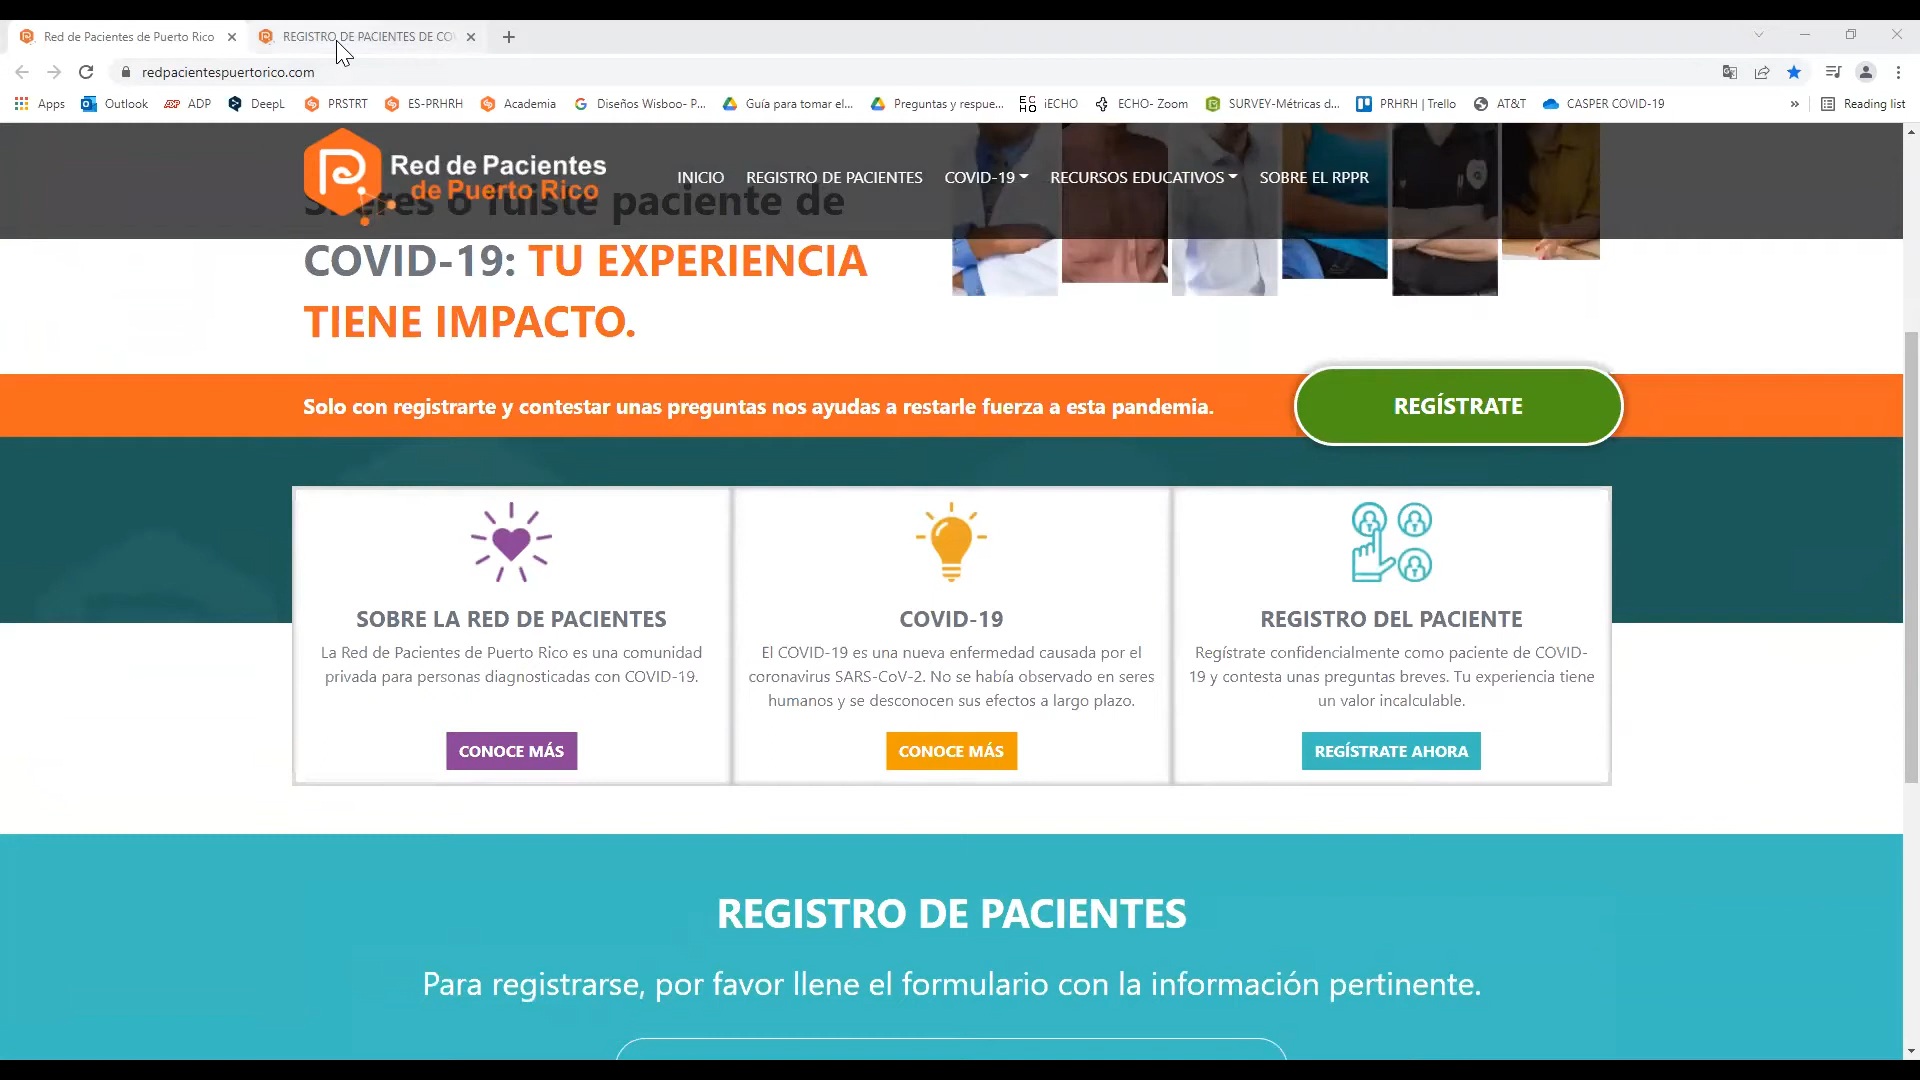 Red de Pacientes de Puerto Rico
REGISTRO DE PACIENTES DE CO
redpacientespuertorico.com
Apps Outlook ADP DeepL PRSTRT ES-PRHRH Academia Diseños Wisboo- P... Guía para tomar el... Preguntas y respue... iECHO ECHO- Zoom SURVEY-Métricas d... PRHRH | Trello AT&T CASPER COVID-19 » Reading list
Red de Pacientes
de Puerto Rico
INICIO REGISTRO DE PACIENTES COVID-19 RECURSOS EDUCATIVOS SOBRE EL RPPR
Si eres o fuiste paciente de
COVID-19: TU EXPERIENCIA
TIENE IMPACTO.
Solo con registrarte y contestar unas preguntas nos ayudas a restarle fuerza a esta pandemia.
REGÍSTRATE
SOBRE LA RED DE PACIENTES
La Red de Pacientes de Puerto Rico es una comunidad
privada para personas diagnosticadas con COVID-19.
CONOCE MÁS
COVID-19
El COVID-19 es una nueva enfermedad causada por el
coronavirus SARS-CoV-2. No se había observado en seres
humanos y se desconocen sus efectos a largo plazo.
CONOCE MÁS
REGISTRO DEL PACIENTE
Regístrate confidencialmente como paciente de COVID-
19 y contesta unas preguntas breves. Tu experiencia tiene
un valor incalculable.
REGÍSTRATE AHORA
REGISTRO DE PACIENTES
Para registrarse, por favor llene el formulario con la información pertinente.